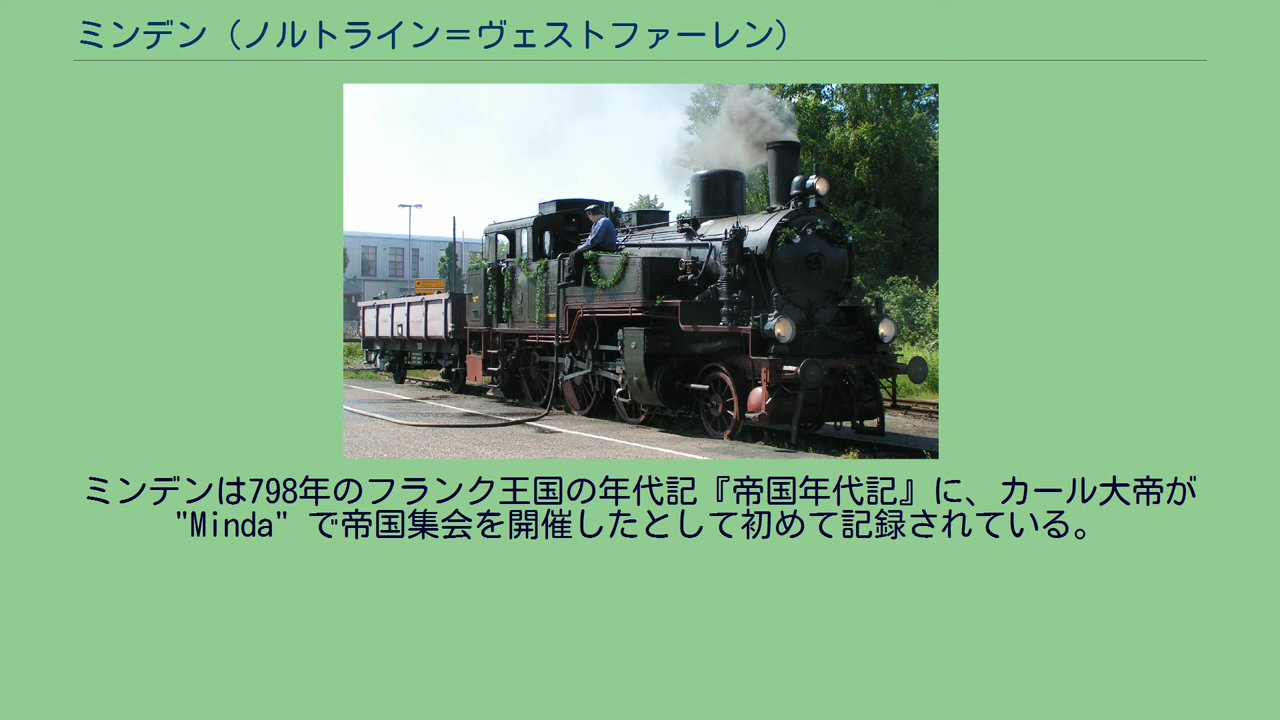 ミンデン（ノルトライン＝ヴェストファーレン）
ミンデンは798年のフランク王国の年代記『帝国年代記』に、カール大帝が
"Minda" で帝国集会を開催したとして初めて記録されている。